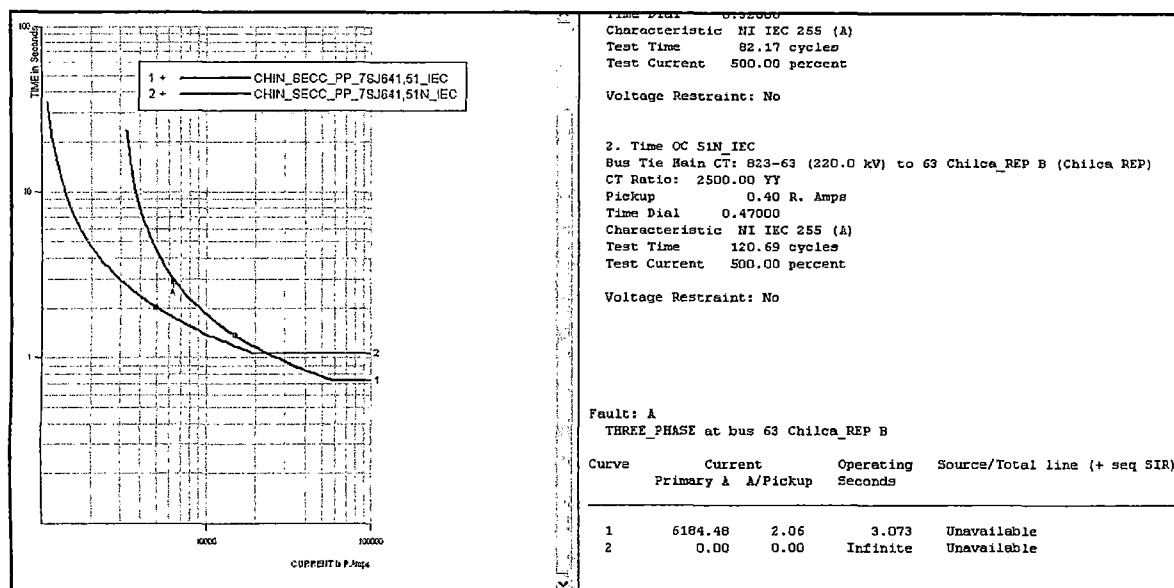 100
TIME in Seconds
10
1
1 + CHIN_SECC_PP_7SJ641,51_IEC
2 + CHIN_SECC_PP_7SJ641,51N_IEC
2
1
10000
100000
CURRENT in P.Amps
Time Dial 0.32000
Characteristic NI IEC 255 (A)
Test Time 82.17 cycles
Test Current 500.00 percent
Voltage Restraint: No
2. Time OC 51N_IEC
Bus Tie Main CT: 823-63 (220.0 kV) to 63 Chilca_REP B (Chilca REP)
CT Ratio: 2500.00 YY
Pickup 0.40 R. Amps
Time Dial 0.47000
Characteristic NI IEC 255 (A)
Test Time 120.69 cycles
Test Current 500.00 percent
Voltage Restraint: No
Fault: A
THREE_PHASE at bus 63 Chilca_REP B
Curve Current Operating Source/Total line (+ seq SIR)
Primary A A/Pickup Seconds
1 6184.48 2.06 3.073 Unavailable
2 0.00 0.00 Infinite Unavailable